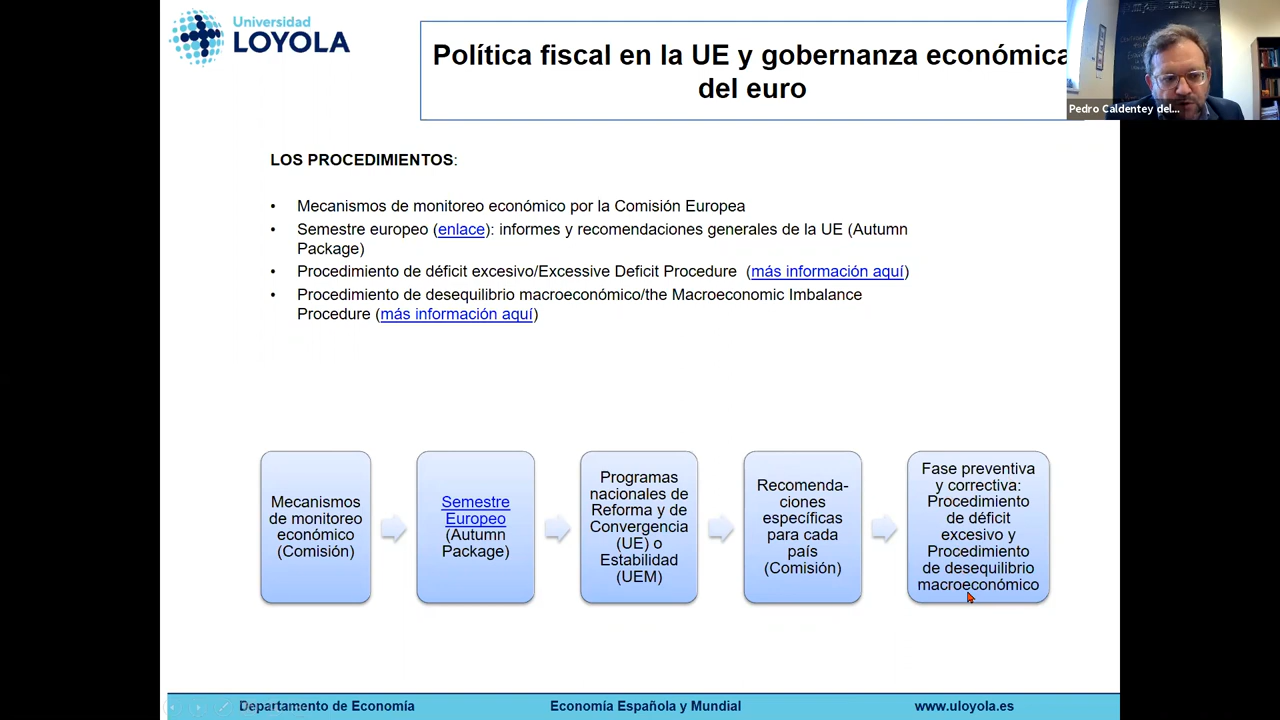 Universidad
LOYOLA
Política fiscal en la UE y gobernanza económica
del euro
Pedro Caldentey del...
LOS PROCEDIMIENTOS:
• Mecanismos de monitoreo económico por la Comisión Europea
• Semestre europeo (enlace): informes y recomendaciones generales de la UE (Autumn
Package)
• Procedimiento de déficit excesivo/Excessive Deficit Procedure (más información aquí)
• Procedimiento de desequilibrio macroeconómico/the Macroeconomic Imbalance
Procedure (más información aquí)
Mecanismos
de monitoreo
económico
(Comisión)
Semestre
Europeo
(Autumn
Package)
Programas
nacionales de
Reforma y de
Convergencia
(UE) o
Estabilidad
(UEM)
Recomenda-
ciones
específicas
para cada
país
(Comisión)
Fase preventiva
y correctiva:
Procedimiento
de déficit
excesivo y
Procedimiento
de desequilibrio
macroeconómico
Departamento de Economía
Economía Española y Mundial
www.uloyola.es